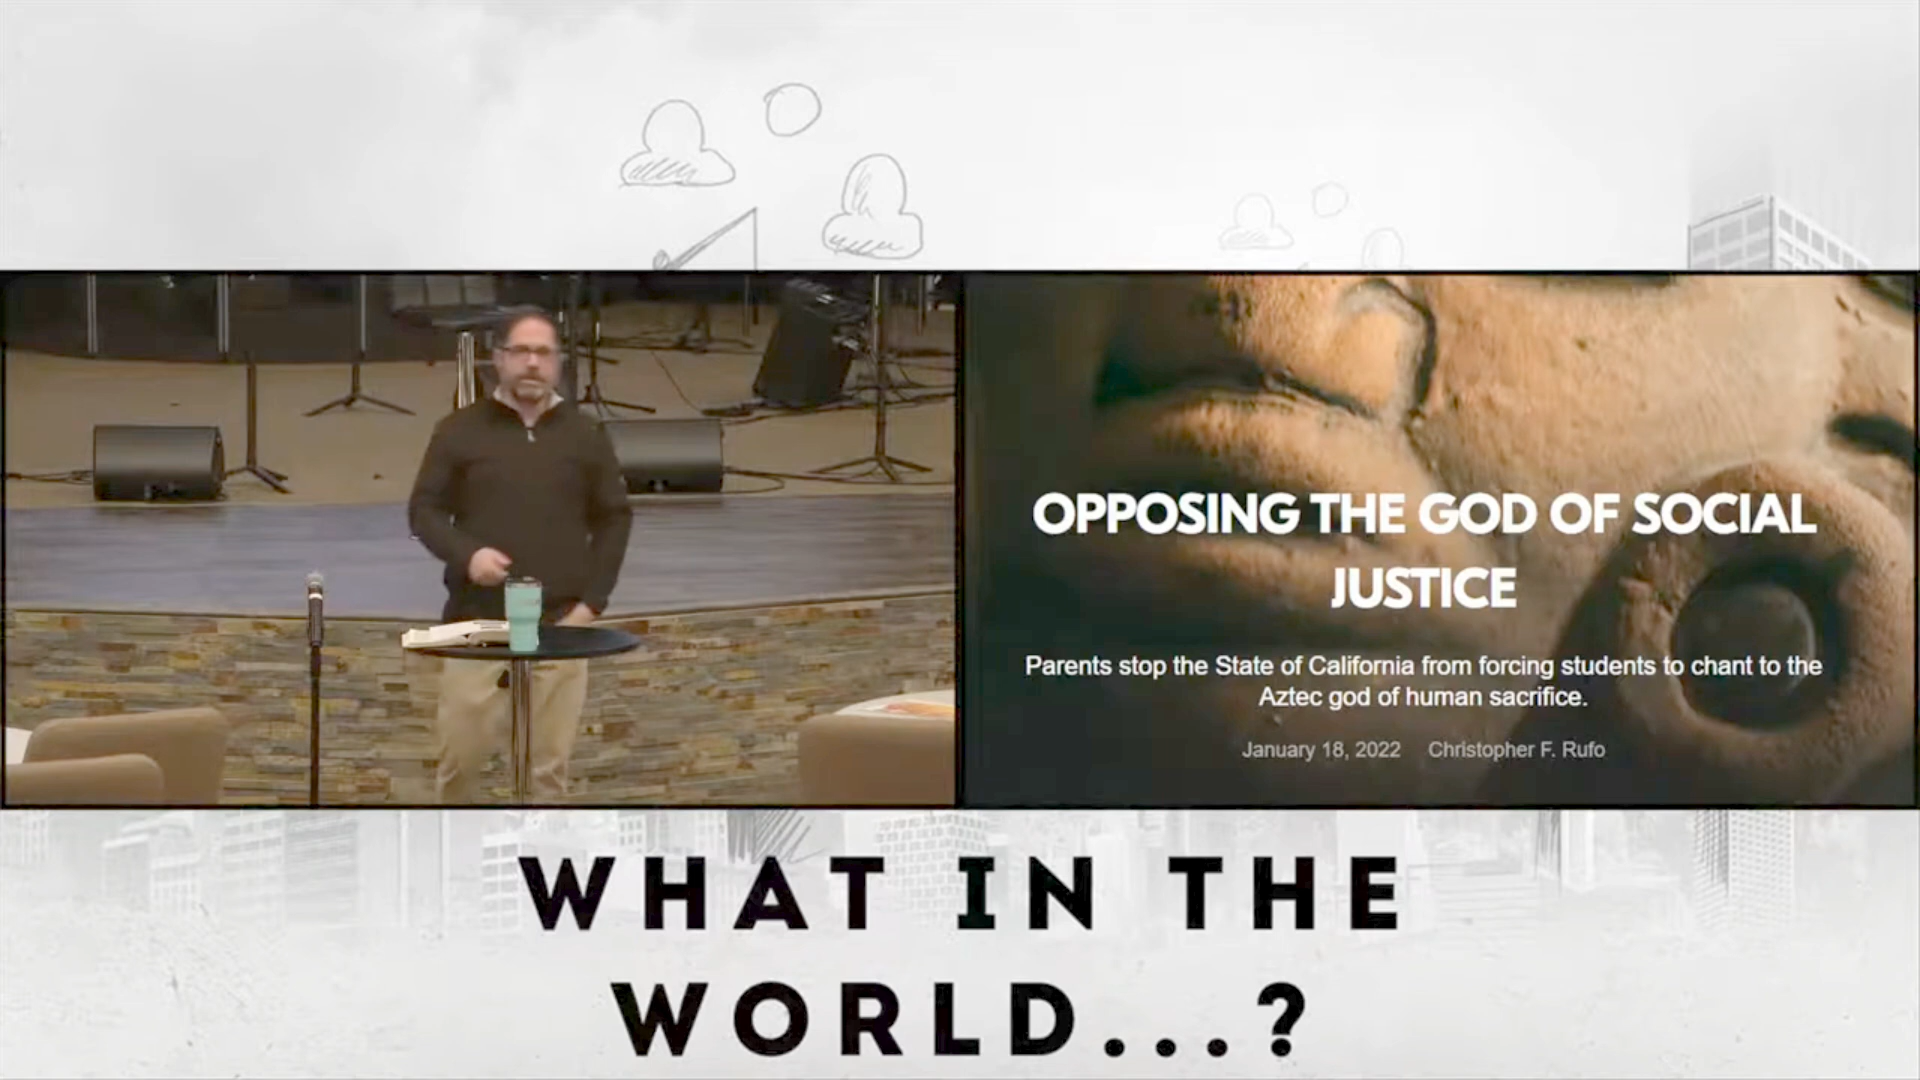 OPPOSING THE GOD OF SOCIAL
JUSTICE
Parents stop the State of California from forcing students to chant to the
Aztec god of human sacrifice.
January 18, 2022 Christopher F. Rufo
WHAT IN THE
WORLD...?